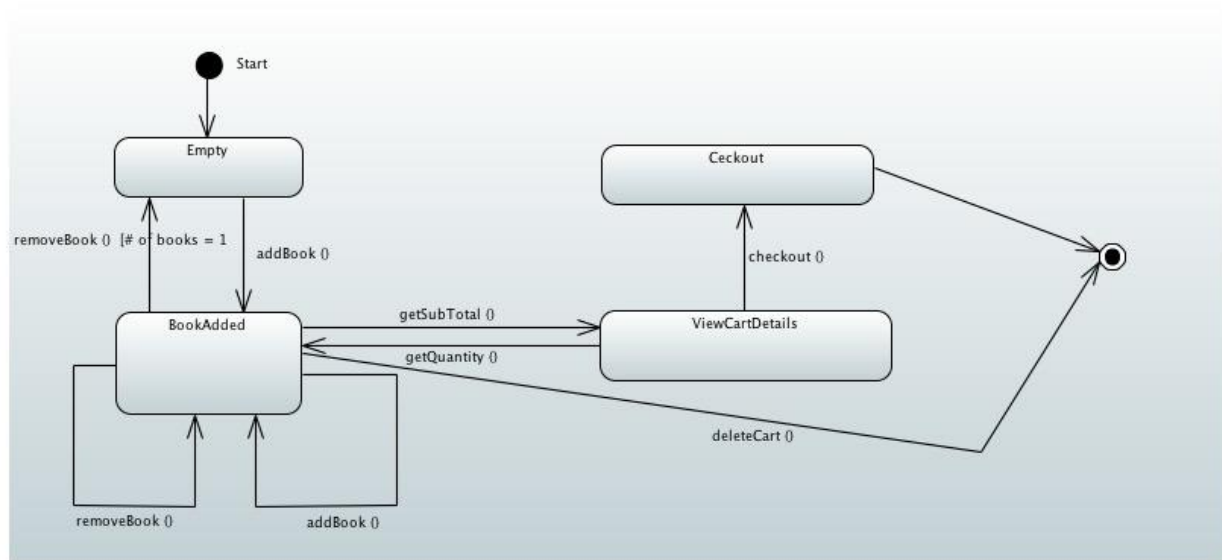 Start
Empty
Ceckout
removeBook () [# of books = 1
addBook ()
checkout ()
BookAdded
getSubTotal ()
ViewCartDetails
getQuantity ()
deleteCart ()
removeBook ()
addBook ()